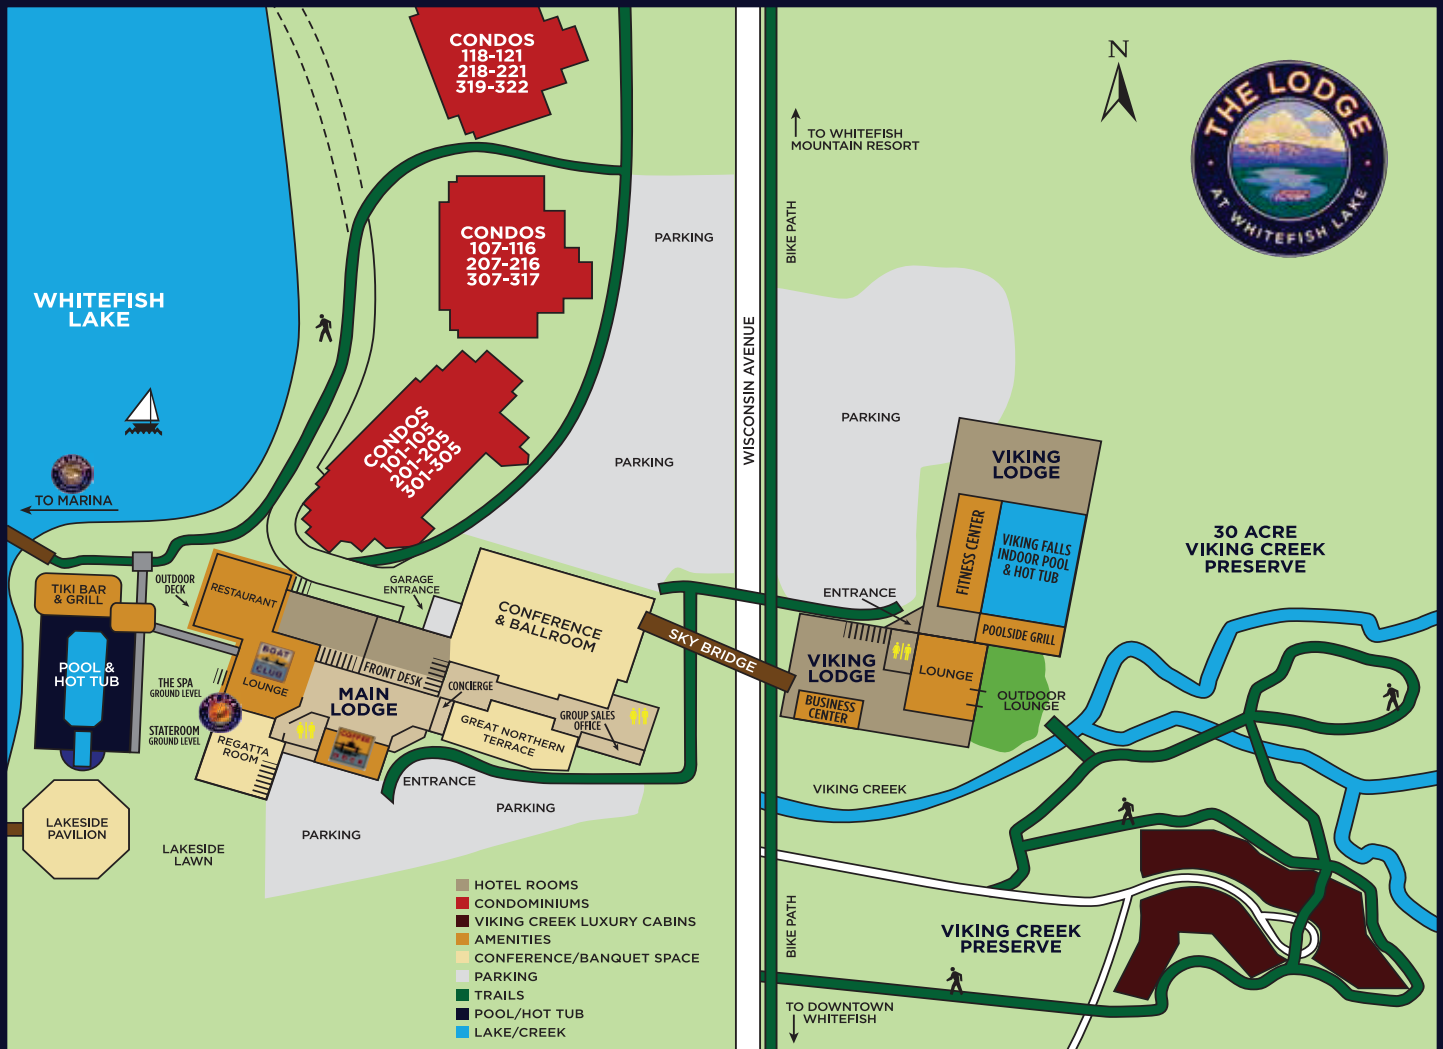 CONDOS
118-121
218-221
319-322
N
THE LODGE
AT WHITEFISH LAKE
TO WHITEFISH
MOUNTAIN RESORT
BIKE PATH
PARKING
CONDOS
107-116
207-216
307-317
WHITEFISH
LAKE
WISCONSIN AVENUE
PARKING
CONDOS
101-105
201-205
301-305
PARKING
VIKING
LODGE
TO MARINA
FITNESS CENTER
VIKING FALLS
INDOOR POOL
& HOT TUB
30 ACRE
VIKING CREEK
PRESERVE
OUTDOOR
DECK
RESTAURANT
GARAGE
ENTRANCE
TIKI BAR
& GRILL
CONFERENCE
& BALLROOM
ENTRANCE
POOLSIDE GRILL
SKY BRIDGE
POOL &
HOT TUB
BOAT
CLUB
LOUNGE
FRONT DESK
VIKING
LODGE
LOUNGE
THE SPA
GROUND LEVEL
MAIN
LODGE
CONCIERGE
BUSINESS
CENTER
OUTDOOR
LOUNGE
STATEROOM
GROUND LEVEL
REGATTA
ROOM
COFFEE
GREAT NORTHERN
TERRACE
GROUP SALES
OFFICE
ENTRANCE
VIKING CREEK
PARKING
PARKING
LAKESIDE
PAVILION
LAKESIDE
LAWN
HOTEL ROOMS
CONDOMINIUMS
VIKING CREEK LUXURY CABINS
AMENITIES
CONFERENCE/BANQUET SPACE
PARKING
TRAILS
POOL/HOT TUB
LAKE/CREEK
BIKE PATH
VIKING CREEK
PRESERVE
TO DOWNTOWN
WHITEFISH